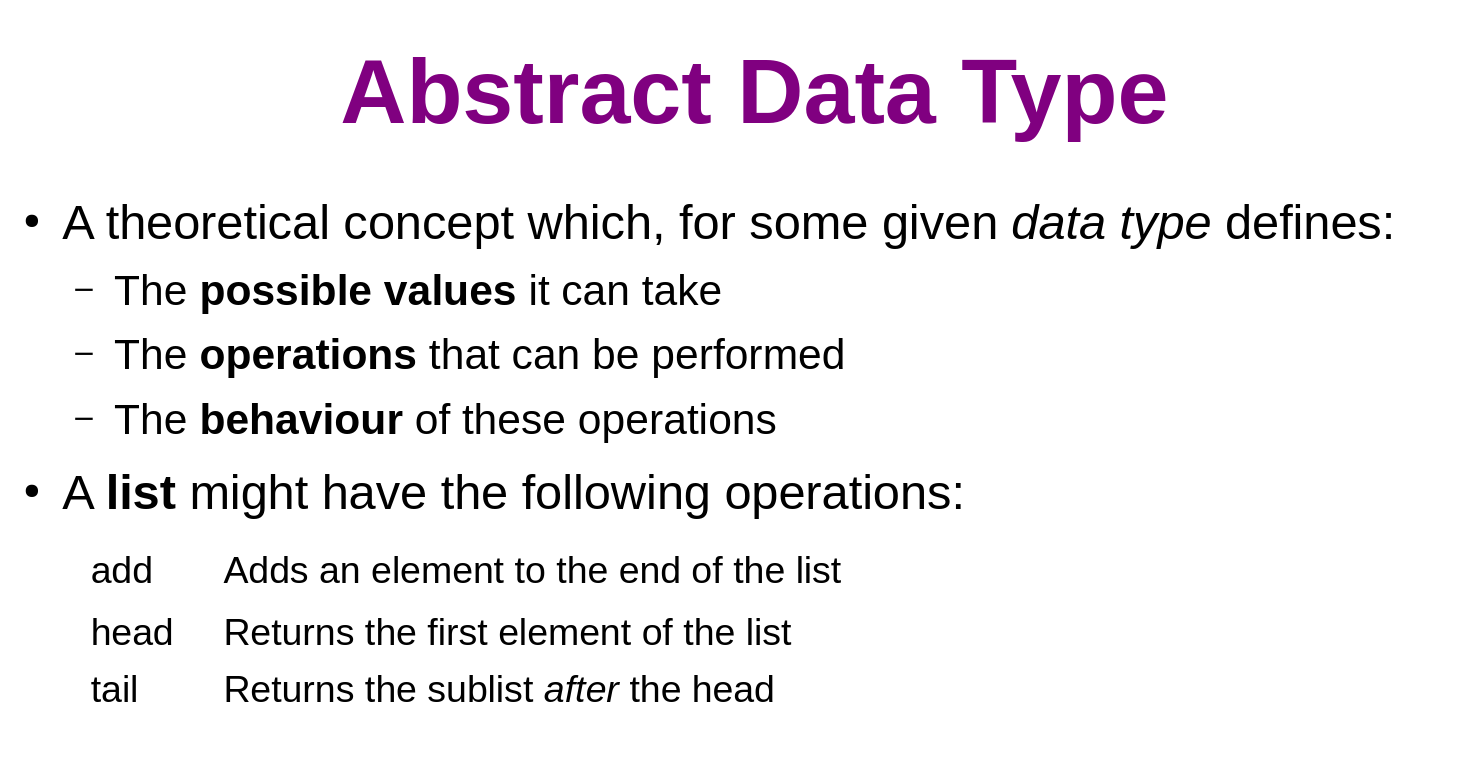 Abstract Data Type
• A theoretical concept which, for some given data type defines:
– The possible values it can take
– The operations that can be performed
– The behaviour of these operations
• A list might have the following operations:
add Adds an element to the end of the list
head Returns the first element of the list
tail Returns the sublist after the head